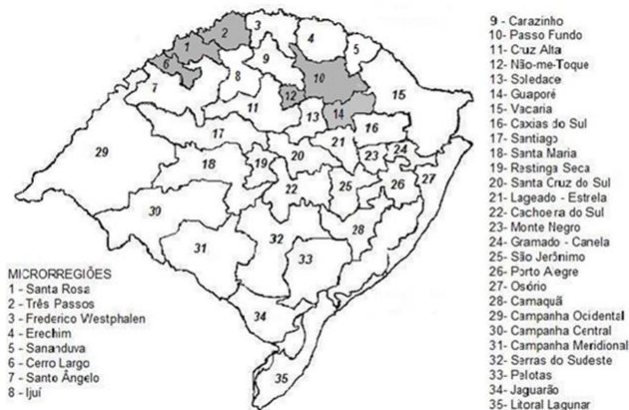 1
2
3
4
5
6
7
8
9
10
11
12
13
14
15
16
17
18
19
20
21
22
23
24
25
26
27
28
29
30
31
32
33
34
35
MICRORREGIÕES
1 - Santa Rosa
2 - Três Passos
3 - Frederico Westphalen
4 - Erechim
5 - Sananduva
6 - Cerro Largo
7 - Santo Ângelo
8 - Ijuí
9 - Carazinho
10- Passo Fundo
11- Cruz Alta
12- Não-me-Toque
13- Soledace
14- Guaporé
15- Vacaria
16- Caxias do Sul
17- Santiago
18- Santa Maria
19- Restinga Seca
20- Santa Cruz do Sul
21- Lageado - Estrela
22- Cachoeira do Sul
23- Monte Negro
24- Gramado - Canela
25- São Jerônimo
26- Porto Alegre
27- Osório
28- Camaquã
29- Campanha Ocidental
30- Campanha Central
31- Campanha Meridional
32- Serras do Sudeste
33- Pelotas
34- Jaguarão
35- Litoral Lagunar